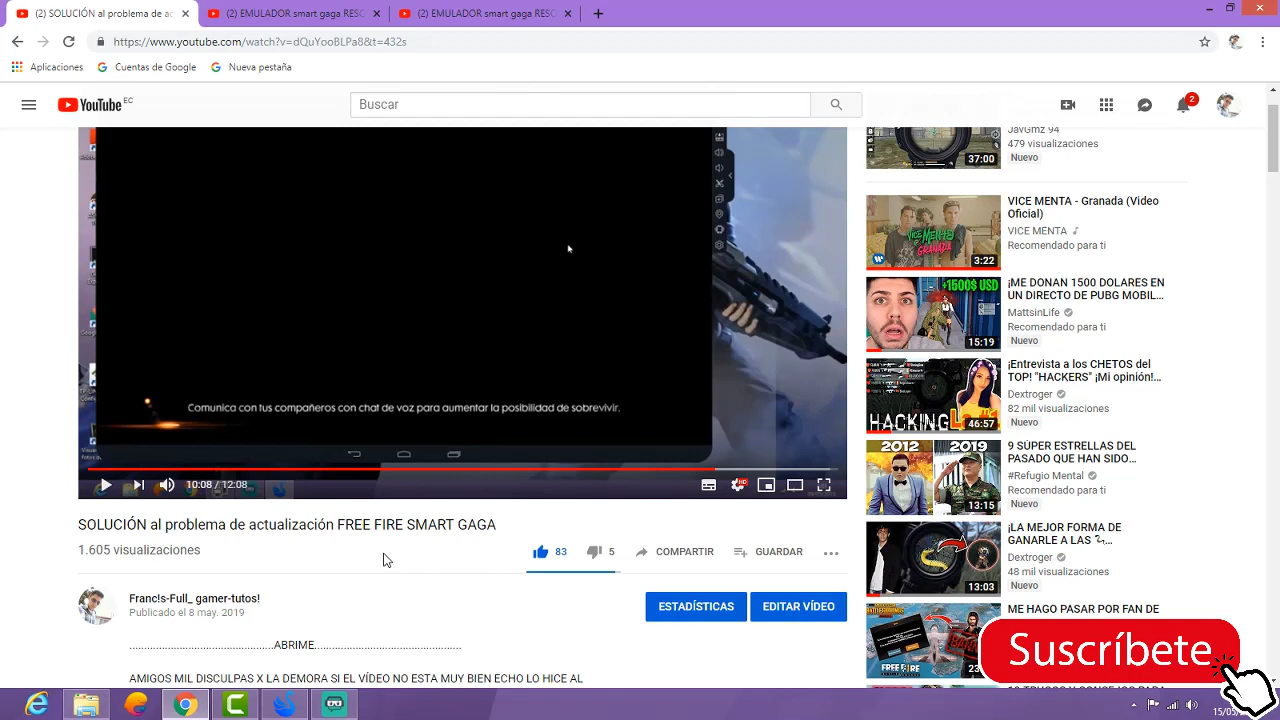 (2) SOLUCIÓN al problema de ac
(2) EMULADOR smart gaga RESC
(2) EMULADOR smart gaga RESC
https://www.youtube.com/watch?v=dQuYooBLPa8&t=432s
Aplicaciones
Cuentas de Google
Nueva pestaña
YouTube EC
Buscar
2
JavGmz 94
479 visualizaciones
Nuevo
37:00
VICE MENTA - Granada (Video
Oficial)
VICE MENTA
Recomendado para ti
VICE MENTA
GRANADA
3:22
¡ME DONAN 1500 DOLARES EN
UN DIRECTO DE PUBG MOBIL...
MattsinLife
Recomendado para ti
Nuevo
+1500$ USD
15:19
¡Entrevista a los CHETOS del
TOP! "HACKERS" ¡Mi opinión!...
Dextroger
82 mil visualizaciones
Nuevo
46:57
9 SÚPER ESTRELLAS DEL
PASADO QUE HAN SIDO...
#Refugio Mental
Recomendado para ti
Nuevo
2012
2019
13:15
¡LA MEJOR FORMA DE
GANARLE A LAS
Dextroger
48 mil visualizaciones
Nuevo
13:03
ME HAGO PASAR POR FAN DE
FREE FIRE
Comunica con tus compañeros con chat de voz para aumentar la posibilidad de sobrevivir.
10:08 / 12:08
HD
SOLUCIÓN al problema de actualización FREE FIRE SMART GAGA
1.605 visualizaciones
83
5
COMPARTIR
GUARDAR
Franc!s-Full_ gamer-tutos!
Publicado el 8 may. 2019
ESTADÍSTICAS
EDITAR VÍDEO
ABRIME
AMIGOS MIL DISCULPAS X LA DEMORA SI EL VÍDEO NO ESTA MUY BIEN ECHO LO HICE AL
Suscríbete